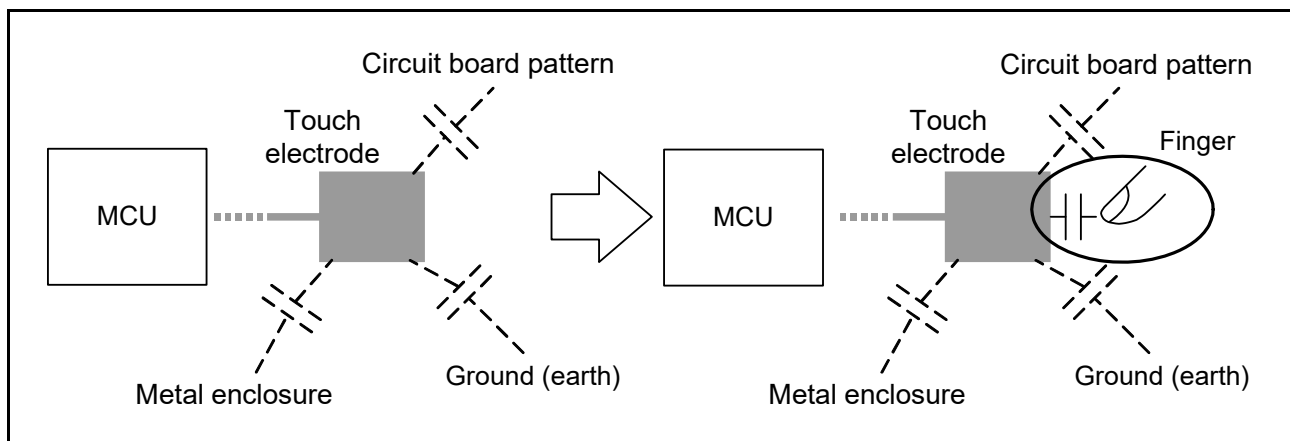 Circuit board pattern
Touch
electrode
MCU
Metal enclosure
Ground (earth)
Circuit board pattern
Touch
electrode
Finger
MCU
Metal enclosure
Ground (earth)